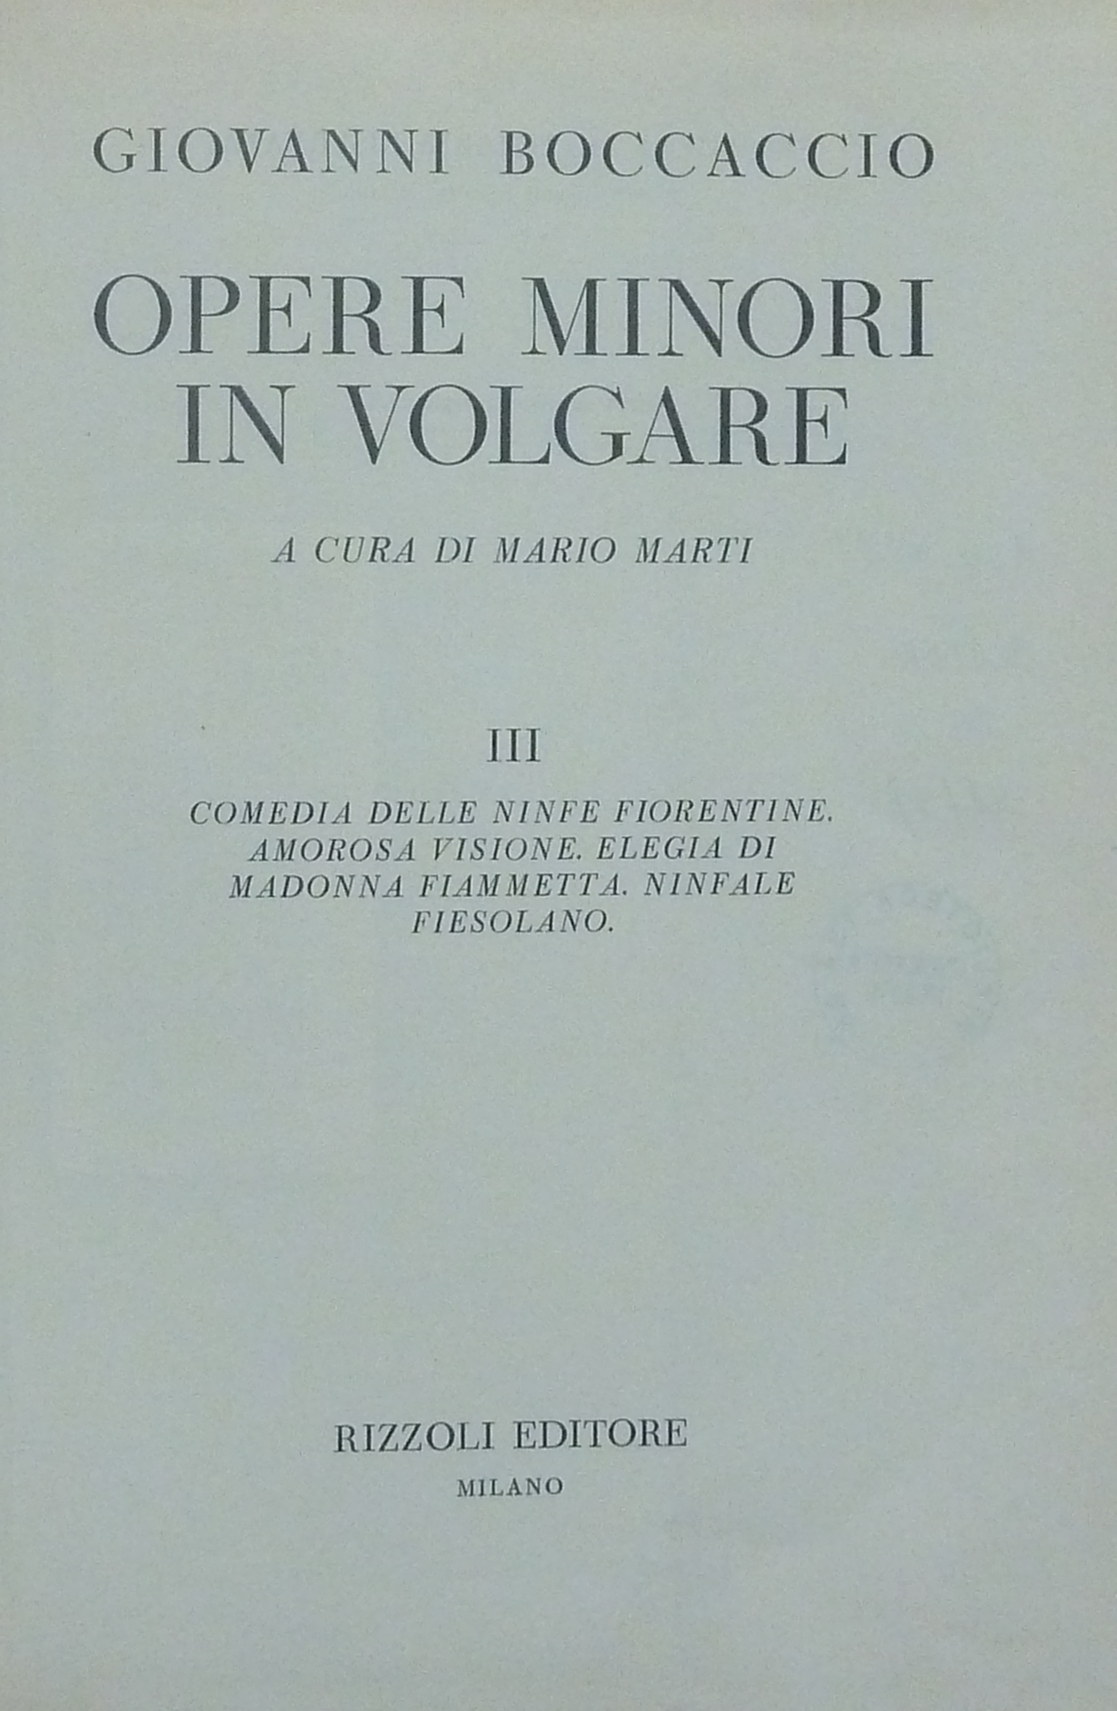 GIOVANNI BOCCACCIO
OPERE MINORI
IN VOLGARE
A CURA DI MARIO MARTI
III
COMEDIA DELLE NINFE FIORENTINE.
AMOROSA VISIONE. ELEGIA DI
MADONNA FIAMMETTA. NINFALE
FIESOLANO.
RIZZOLI EDITORE
MILANO